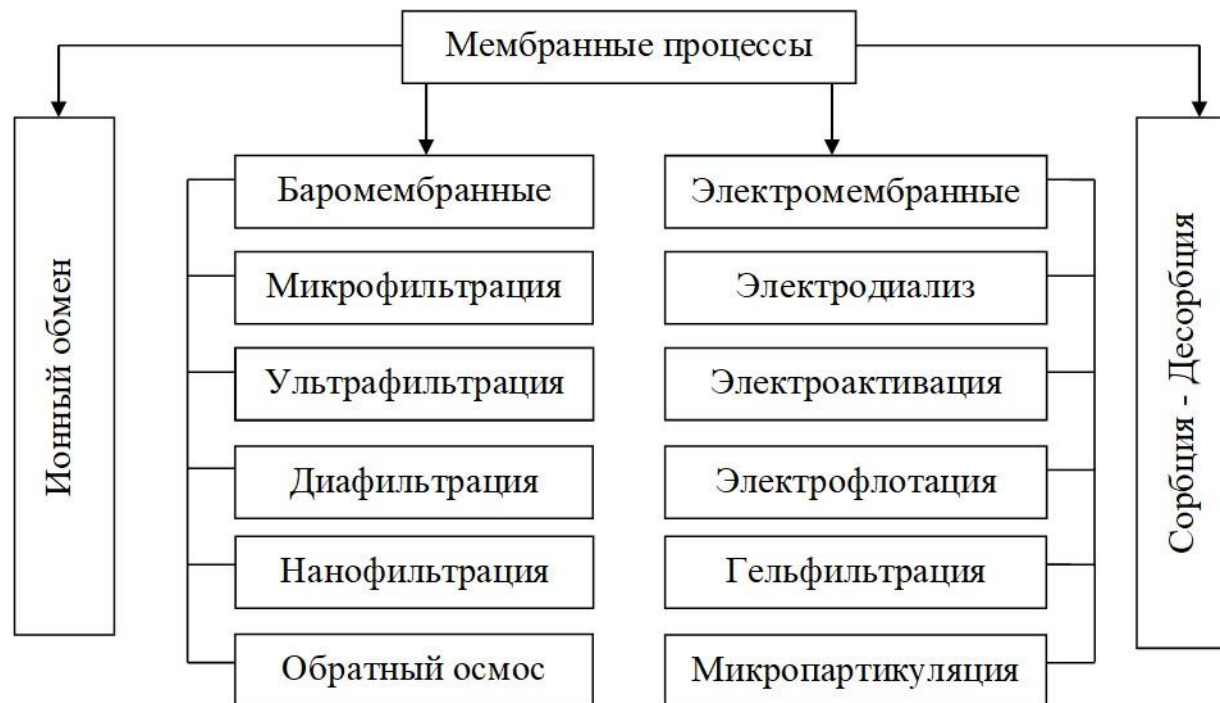 Мембранные процессы
Ионный обмен
Баромембранные
Микрофильтрация
Ультрафильтрация
Диафильтрация
Нанофильтрация
Обратный осмос
Электромембранные
Электродиализ
Электроактивация
Электрофлотация
Гельфильтрация
Микропартикуляция
Сорбция - Десорбция